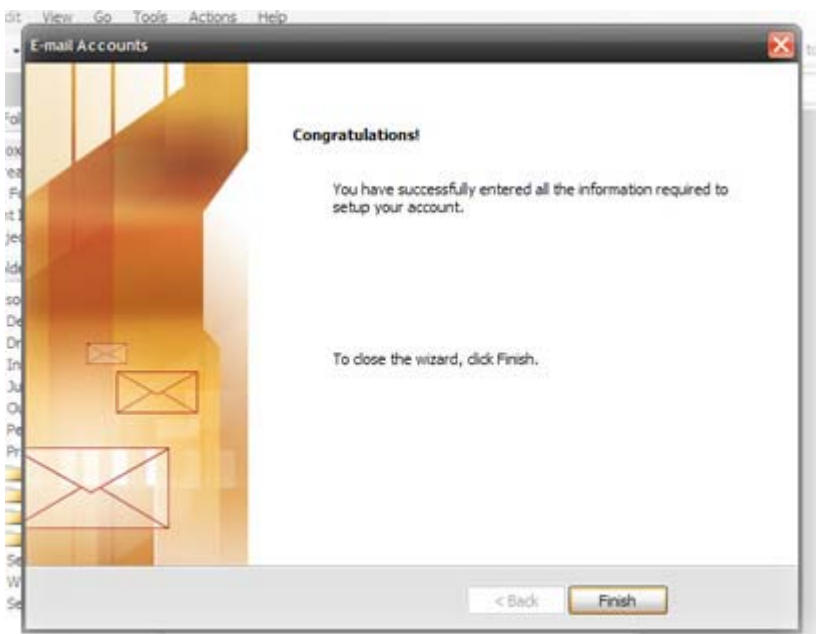 View Go Tools Actions Help
E-mail Accounts
Congratulations!
You have successfully entered all the information required to
setup your account.
To close the wizard, click Finish.
< Back
Finish